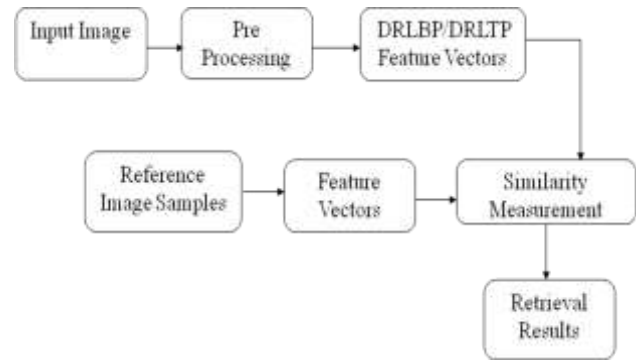 Input Image
Pre
Processing
DRLBP/DRLTP
Feature Vectors
Reference
Image Samples
Feature
Vectors
Similarity
Measurement
Retrieval
Results